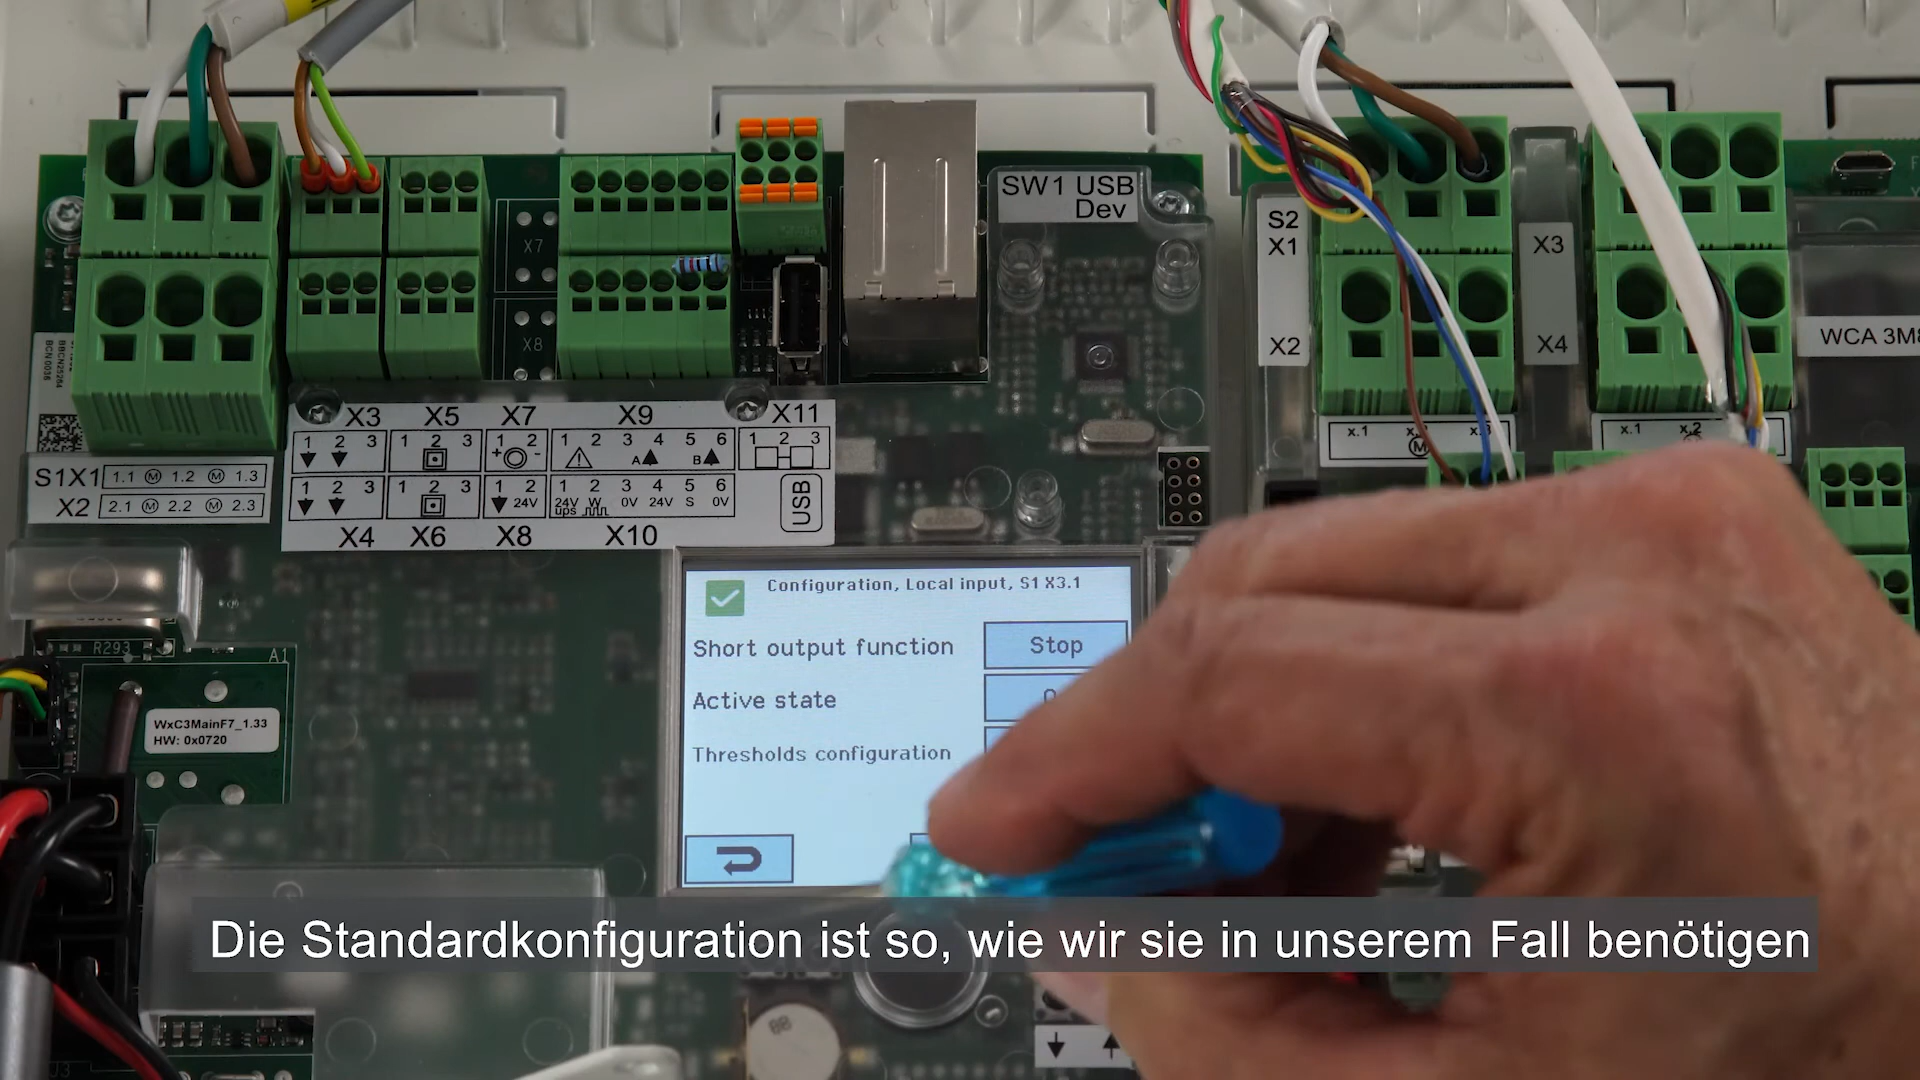 SW1 USB
Dev
S2
X1
X2
X3
X4
WCA 3M8
X7
X8
BBCN25264
BCN 0036
X3 X5 X7 X9 X11
1 2 3 1 2 3 1 2 1 2 3 4 5 6 1 2 3
+ - A B
1 2 3 1 2 3 1 2 1 2 3 4 5 6
24V 24V W 0V 24V S 0V
ups
USB
X4 X6 X8 X10
S1X1 1.1 M 1.2 M 1.3
X2 2.1 M 2.2 M 2.3
x.1 x.3
M
x.1 x.2
R293
A1
WxC3MainF7_1.33
HW: 0x0720
Configuration, Local input, S1 X3.1
Short output function Stop
Active state
Thresholds configuration
Die Standardkonfiguration ist so, wie wir sie in unserem Fall benötigen